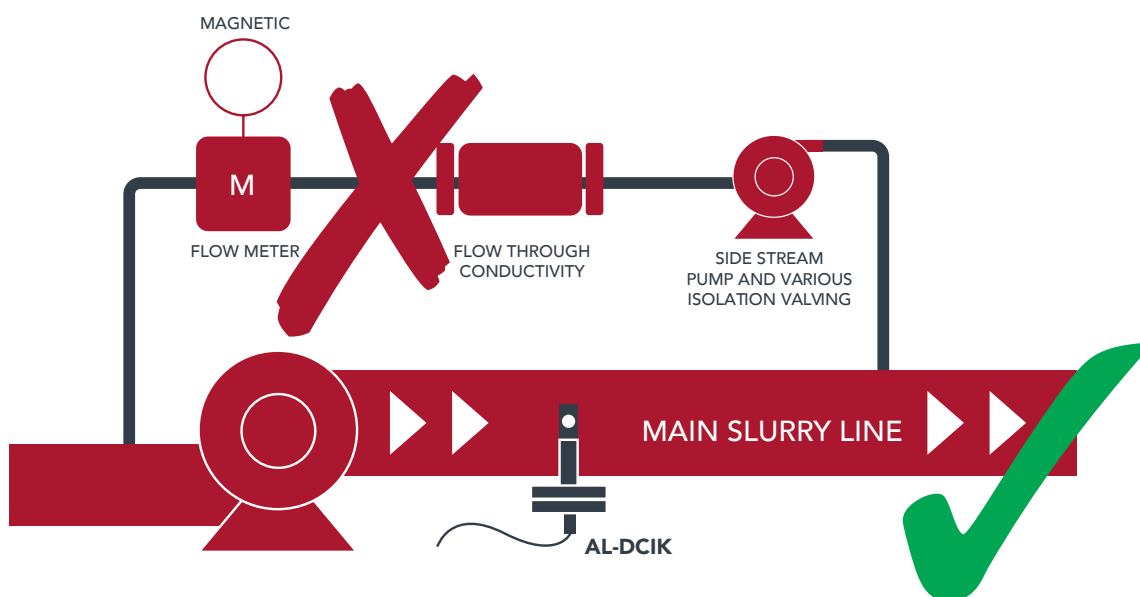 MAGNETIC
M
FLOW METER
FLOW THROUGH
CONDUCTIVITY
SIDE STREAM
PUMP AND VARIOUS
ISOLATION VALVING
MAIN SLURRY LINE
AL-DCIK